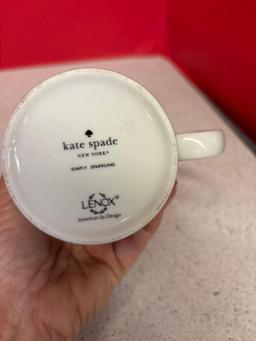 kate spade
NEW YORK®
SIMPLY SPARKLING
LENOX®
American by Design